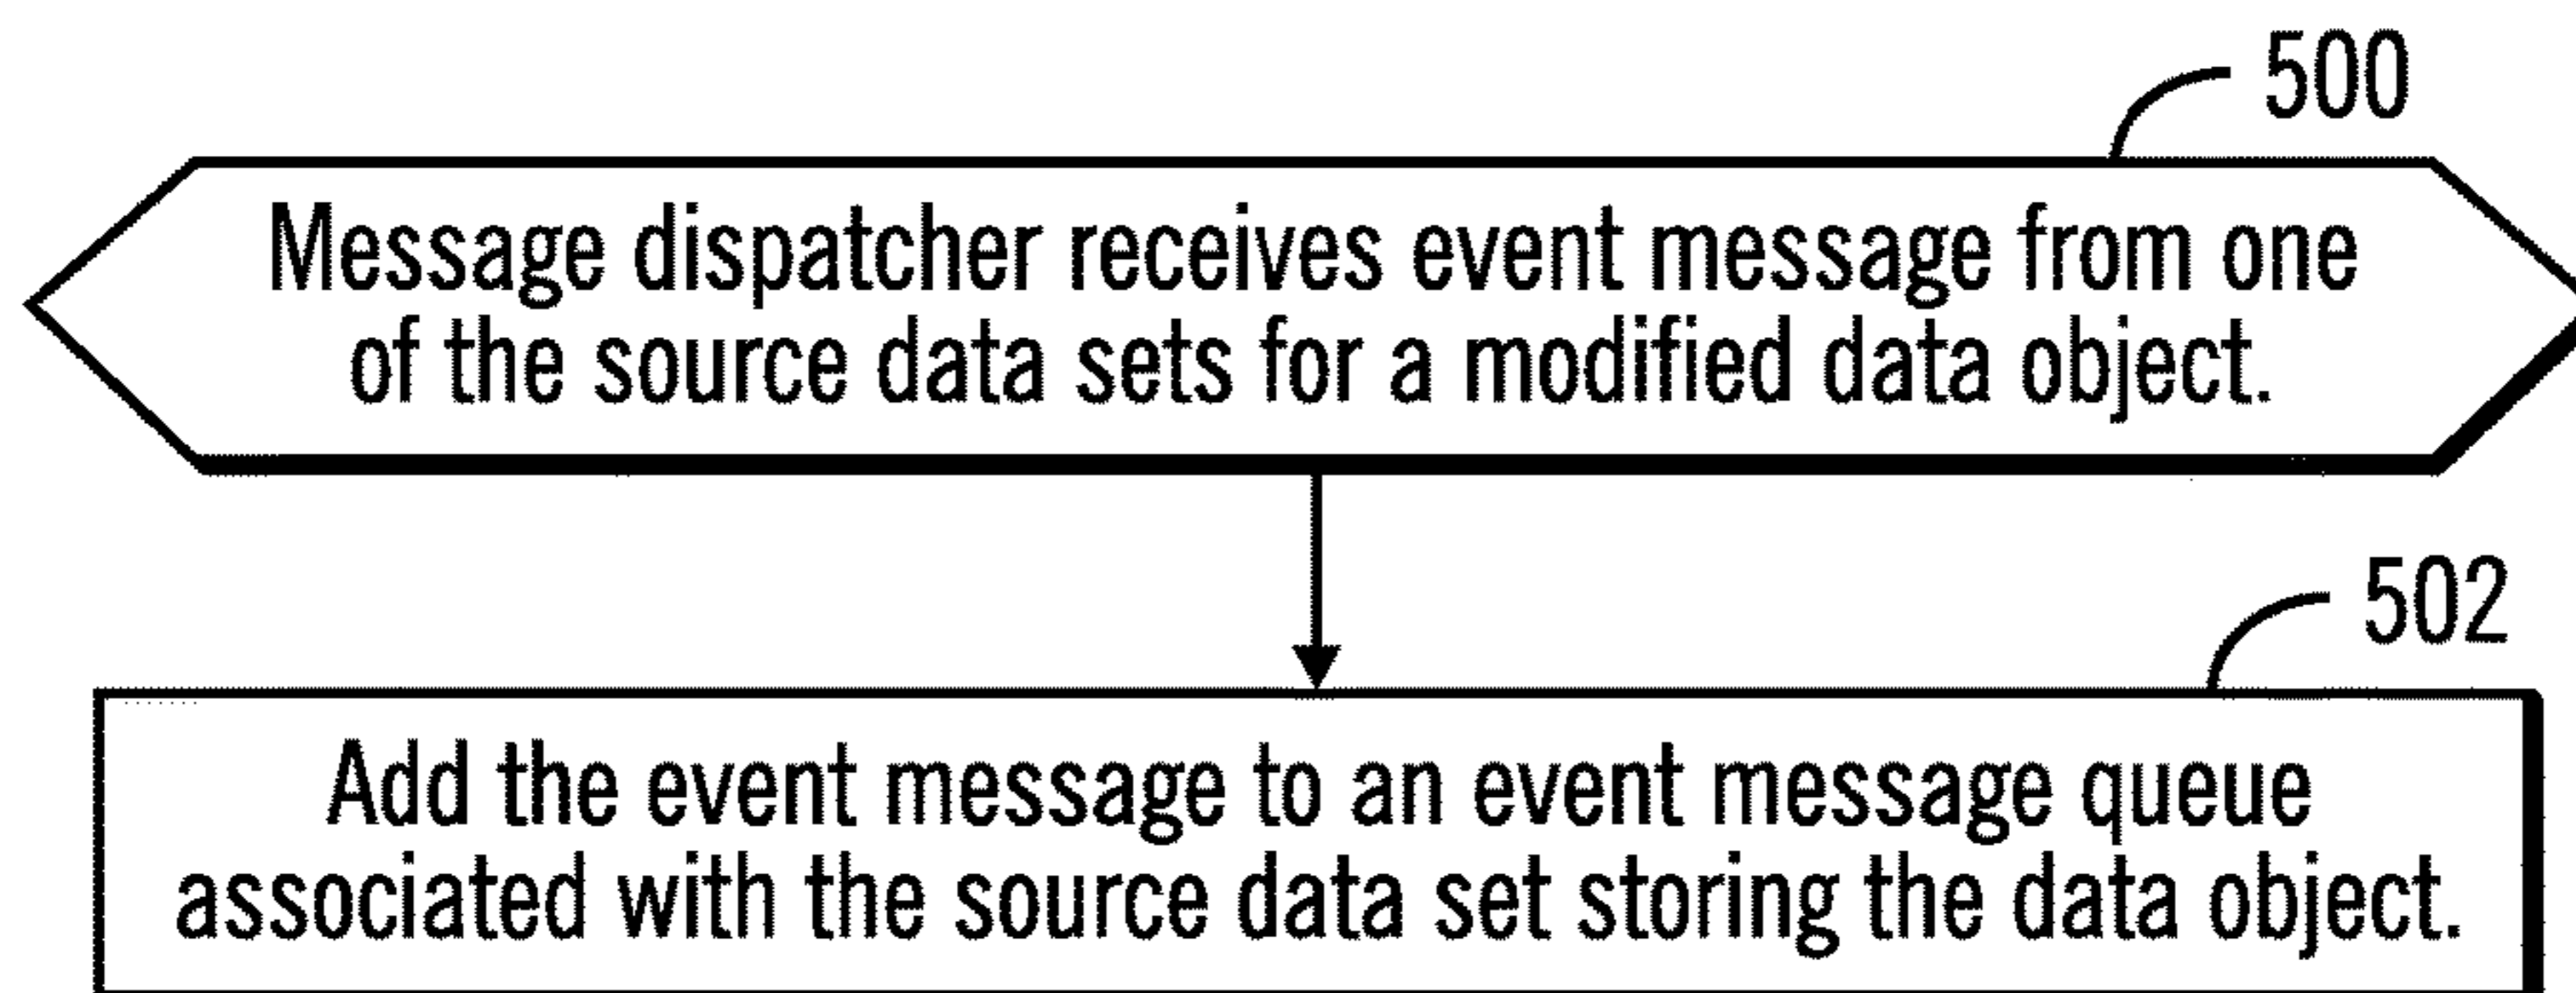 500
Message dispatcher receives event message from one
of the source data sets for a modified data object.
502
Add the event message to an event message queue
associated with the source data set storing the data object.